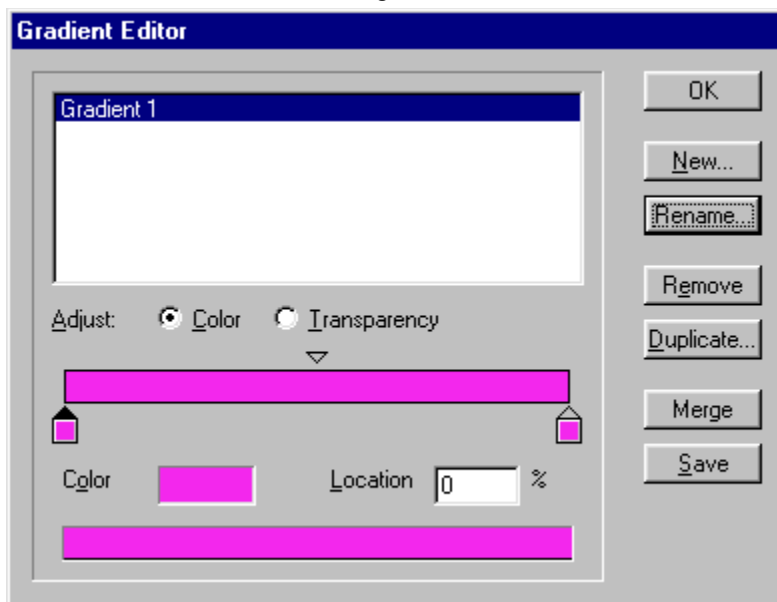 Gradient Editor
Gradient 1
OK
New...
Rename...
Remove
Duplicate...
Merge
Save
Adjust: Color Transparency
Color Location 0 %